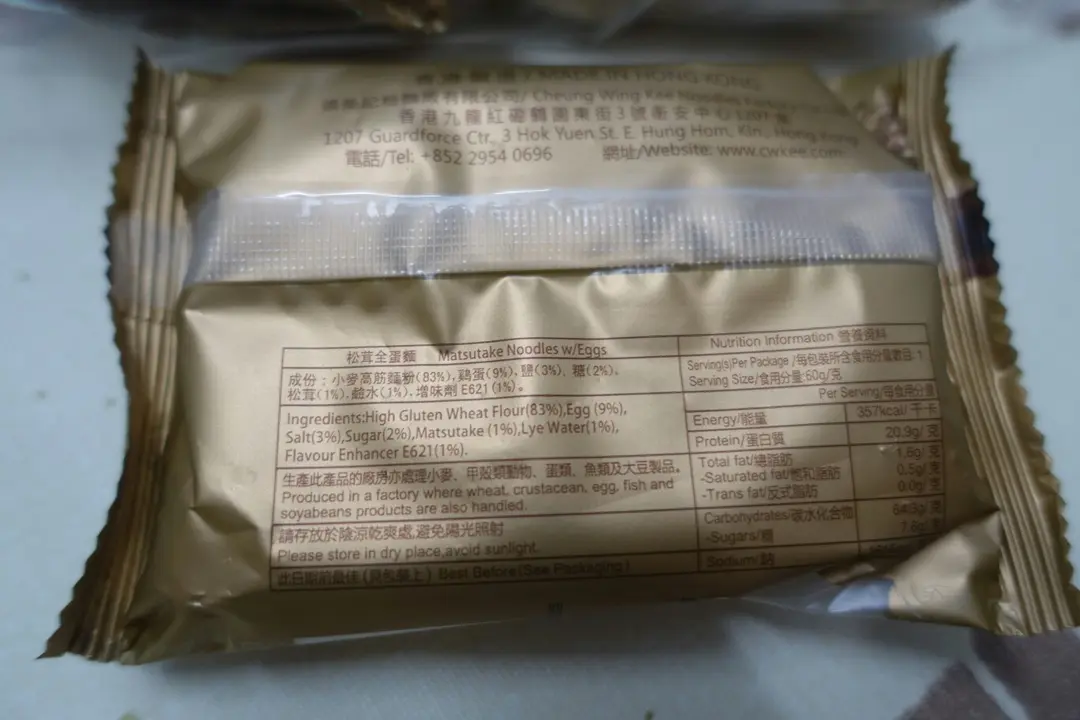 MADE IN HONG KONG
有限公司/ Cheung Wing Kee Noodles
香港九龍紅磡鶴園東街3號衛安中心1207室
1207 Guardforce Ctr., 3 Hok Yuen St. E. Hung Hom, Kln., Hong Kong
電話/Tel: +852 2954 0696 網址/Website: www.cwkee.com
松茸全蛋麵 Matsutake Noodles w/Eggs
成份：小麥高筋麵粉(83%), 雞蛋(9%), 鹽(3%), 糖(2%)。
松茸(1%), 鹼水(1%), 增味劑 E621(1%)。
Ingredients:High Gluten Wheat Flour(83%),Egg (9%),
Salt(3%),Sugar(2%),Matsutake (1%),Lye Water(1%),
Flavour Enhancer E621(1%).
生產此產品的廠房亦處理小麥、甲殼類動物、蛋類、魚類及大豆製品。
Produced in a factory where wheat, crustacean, egg, fish and
soyabeans products are also handled.
請存放於陰涼乾爽處,避免陽光照射
Please store in dry place,avoid sunlight.
此日期前最佳 (見包裝上) Best Before (See Packaging)
Nutrition Information 營養資料
Serving(s)Per Package /每包裝所含食用分量數目: 1
Serving Size/食用分量:60g/克
Per Serving/每食用分量
Energy/能量 357kcal/ 千卡
Protein/蛋白質 20.9g/ 克
Total fat/總脂肪 1.6g/ 克
-Saturated fat/飽和脂肪 0.5g/ 克
-Trans fat/反式脂肪 0.0g/ 克
Carbohydrates/碳水化合物 64.3g/ 克
-Sugars/糖 7.8g/ 克
Sodium/鈉